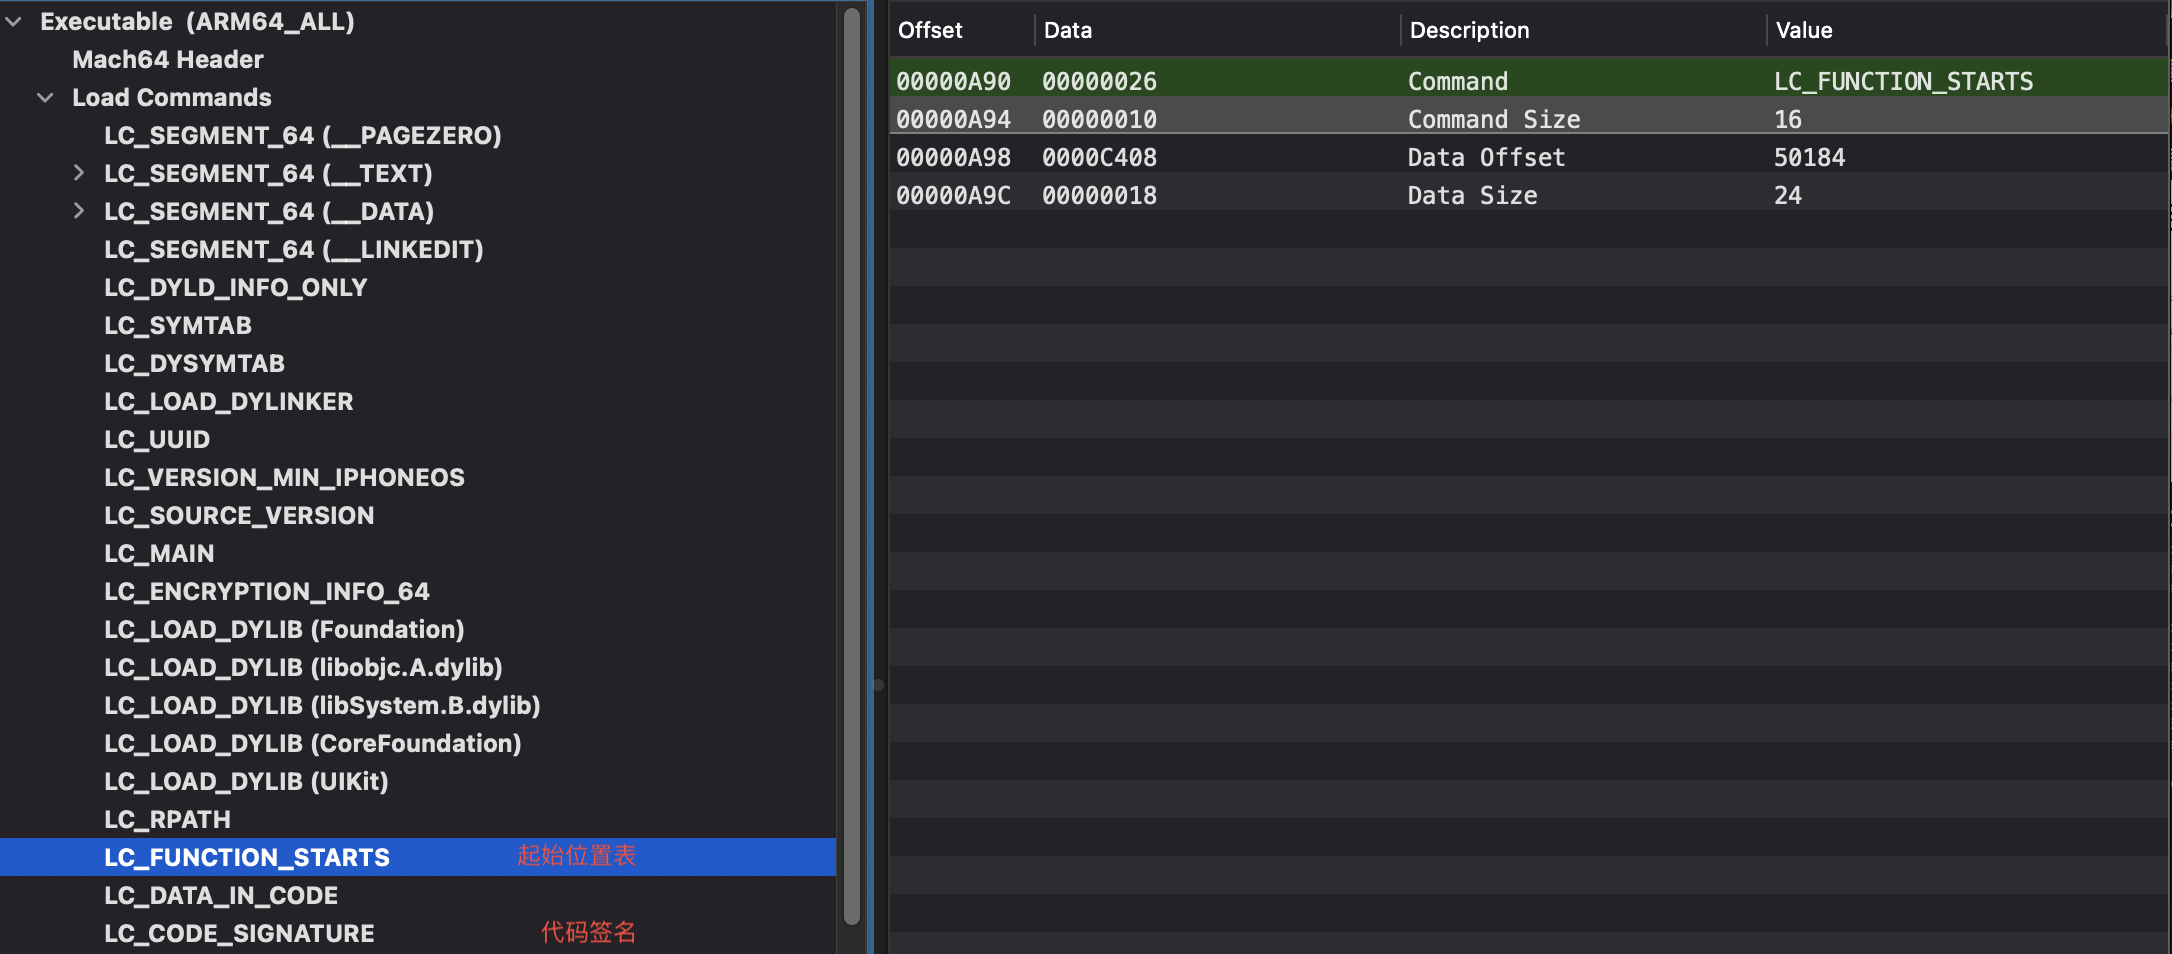 Executable (ARM64_ALL)
Mach64 Header
Load Commands
LC_SEGMENT_64 (__PAGEZERO)
LC_SEGMENT_64 (__TEXT)
LC_SEGMENT_64 (__DATA)
LC_SEGMENT_64 (__LINKEDIT)
LC_DYLD_INFO_ONLY
LC_SYMTAB
LC_DYSYMTAB
LC_LOAD_DYLINKER
LC_UUID
LC_VERSION_MIN_IPHONEOS
LC_SOURCE_VERSION
LC_MAIN
LC_ENCRYPTION_INFO_64
LC_LOAD_DYLIB (Foundation)
LC_LOAD_DYLIB (libobjc.A.dylib)
LC_LOAD_DYLIB (libSystem.B.dylib)
LC_LOAD_DYLIB (CoreFoundation)
LC_LOAD_DYLIB (UIKit)
LC_RPATH
LC_FUNCTION_STARTS 起始位置表
LC_DATA_IN_CODE
LC_CODE_SIGNATURE 代码签名
Offset Data Description Value
00000A90 00000026 Command LC_FUNCTION_STARTS
00000A94 00000010 Command Size 16
00000A98 0000C408 Data Offset 50184
00000A9C 00000018 Data Size 24